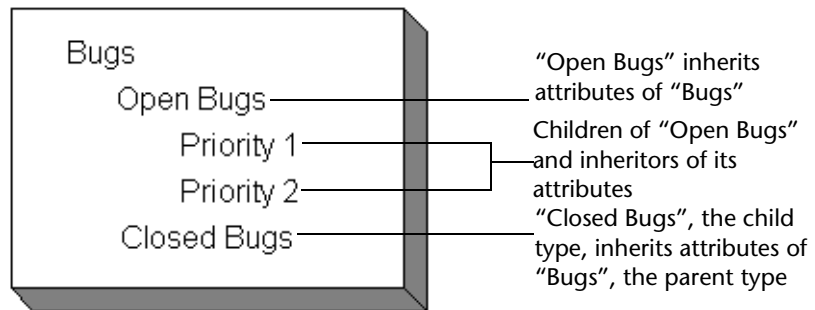 Bugs
Open Bugs
Priority 1
Priority 2
Closed Bugs
“Open Bugs” inherits
attributes of “Bugs”
Children of “Open Bugs”
and inheritors of its
attributes
“Closed Bugs”, the child
type, inherits attributes of
“Bugs”, the parent type